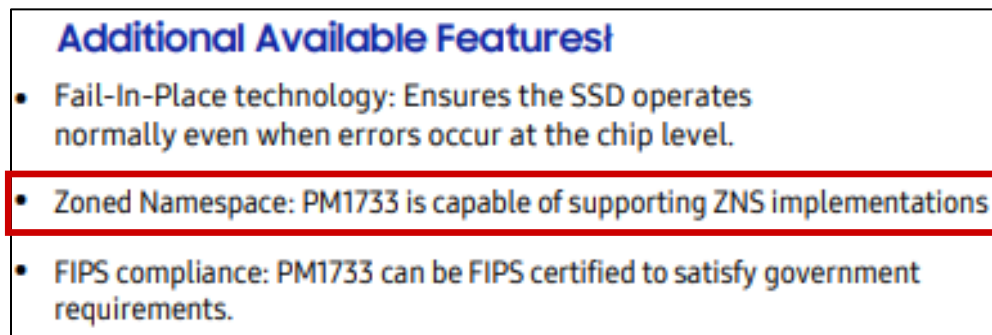 Additional Available Featuresł
• Fail-In-Place technology: Ensures the SSD operates
normally even when errors occur at the chip level.
• Zoned Namespace: PM1733 is capable of supporting ZNS implementations
• FIPS compliance: PM1733 can be FIPS certified to satisfy government
requirements.